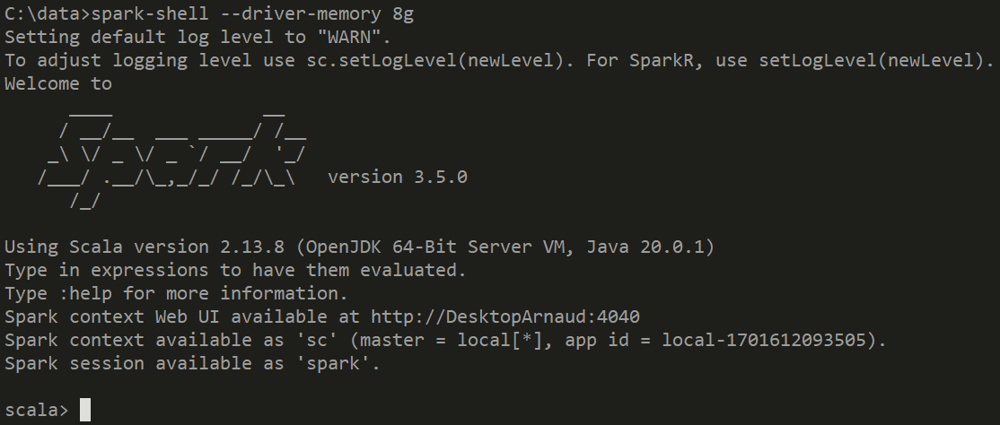 C:\data>spark-shell --driver-memory 8g
Setting default log level to "WARN".
To adjust logging level use sc.setLogLevel(newLevel). For SparkR, use setLogLevel(newLevel).
Welcome to
      ____              __
     / __/__  ___ _____/ /__
    _\ \/ _ \/ _ `/ __/  '_/
   /___/ .__/\_,_/_/ /_/\_\   version 3.5.0
      /_/
Using Scala version 2.13.8 (OpenJDK 64-Bit Server VM, Java 20.0.1)
Type in expressions to have them evaluated.
Type :help for more information.
Spark context Web UI available at http://DesktopArnaud:4040
Spark context available as 'sc' (master = local[*], app id = local-1701612093505).
Spark session available as 'spark'.
scala>